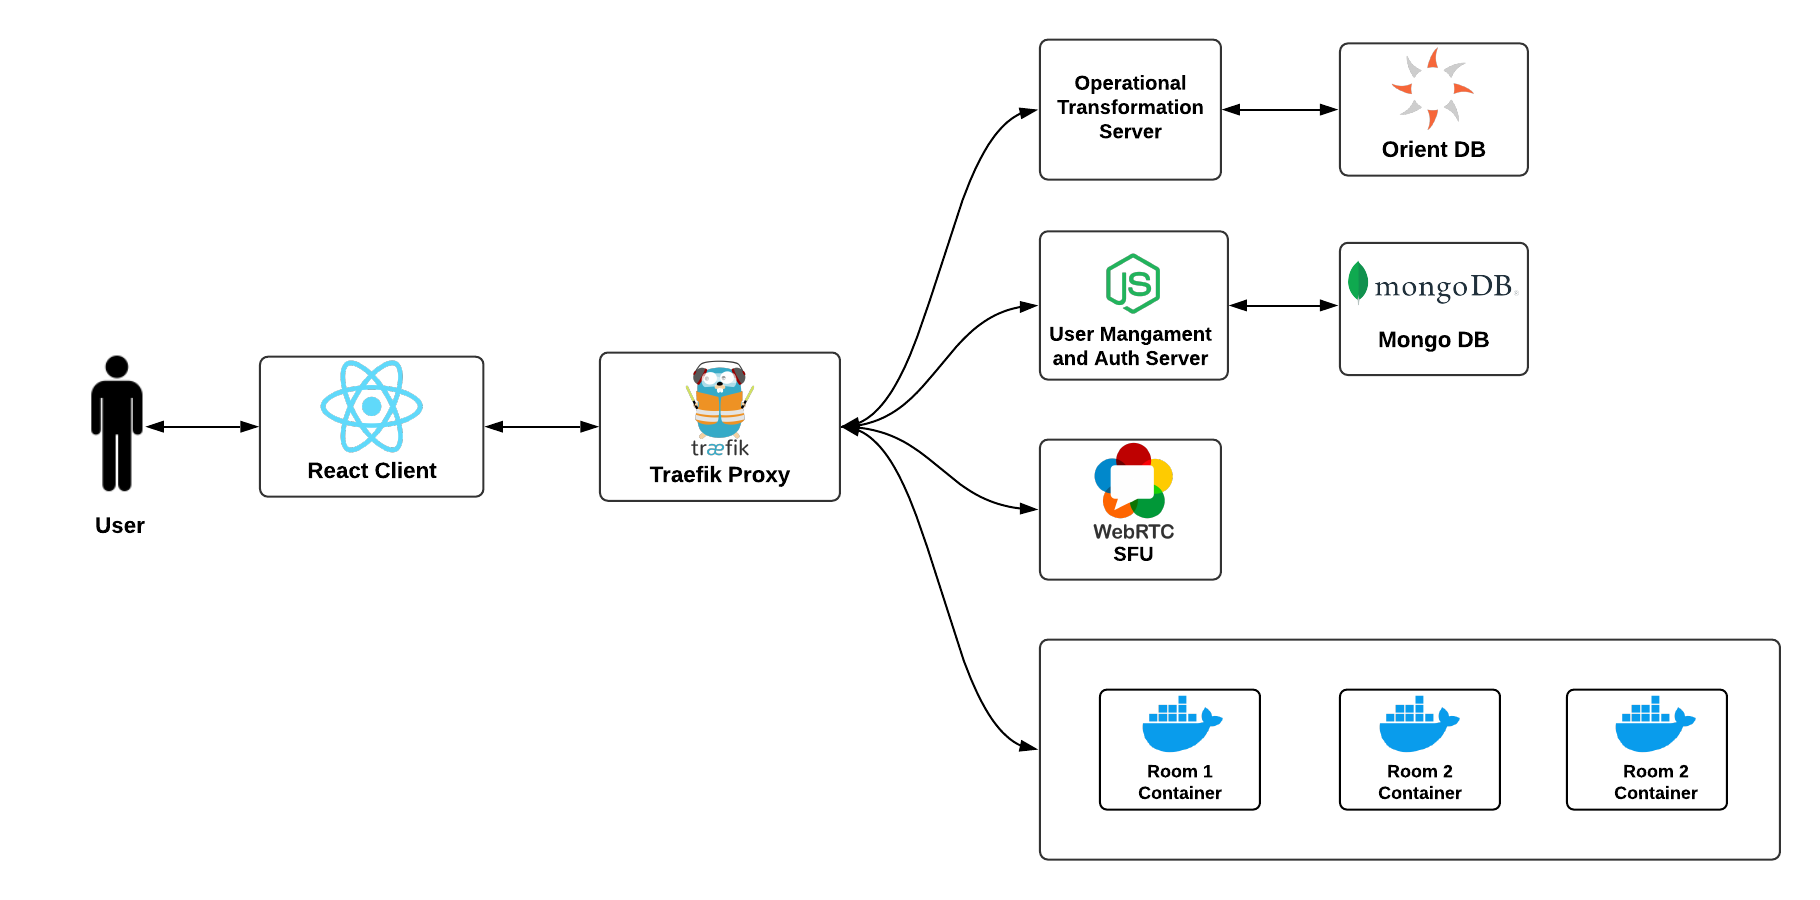 Operational
Transformation
Server
Orient DB
JS
User Mangament
and Auth Server
mongoDB
Mongo DB
User
React Client
træfik
Traefik Proxy
WebRTC
SFU
Room 1
Container
Room 2
Container
Room 2
Container